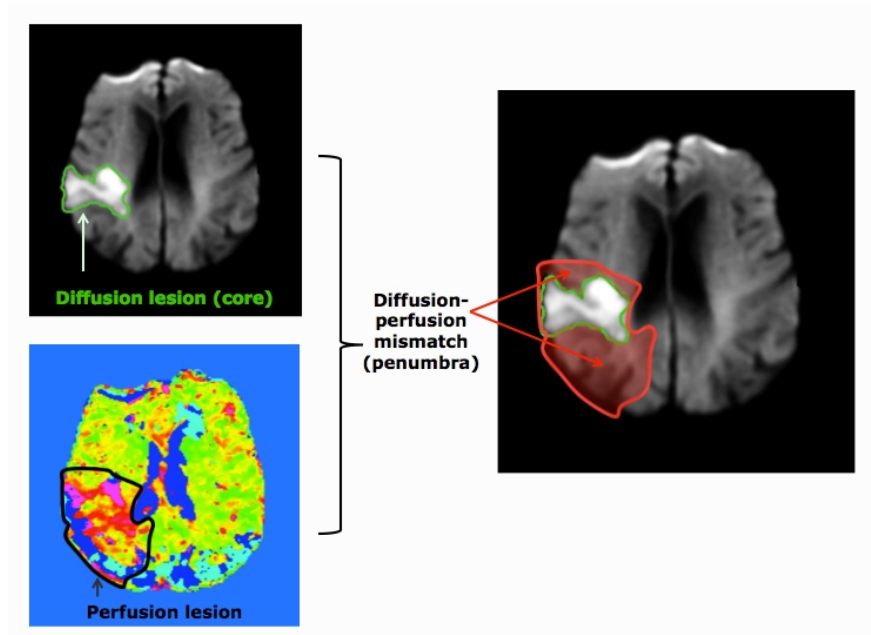 Diffusion lesion (core)
Diffusion-
perfusion
mismatch
(penumbra)
Perfusion lesion